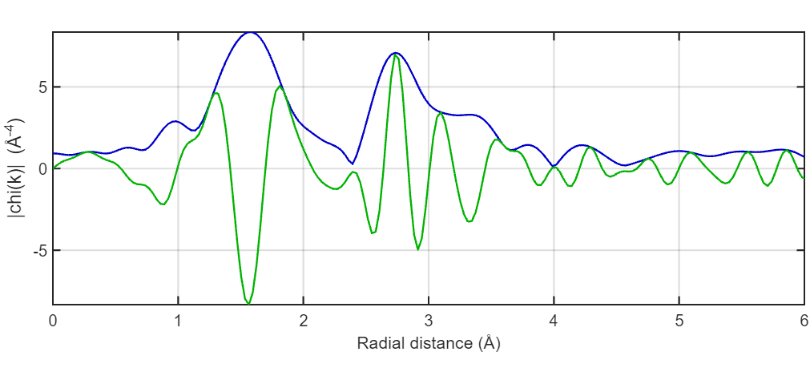 5
0
-5
|chi(k)| (Å⁻⁴)
0 1 2 3 4 5 6
Radial distance (Å)